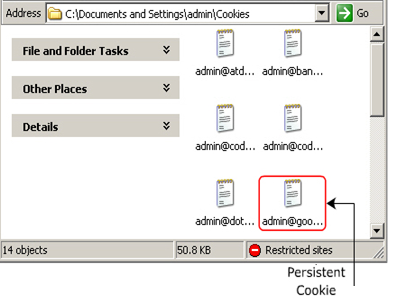 Address C:\Documents and Settings\admin\Cookies Go
File and Folder Tasks
Other Places
Details
admin@atd... admin@ban...
admin@cod... admin@cod...
admin@dot... admin@goo...
14 objects 50.8 KB Restricted sites
Persistent
Cookie